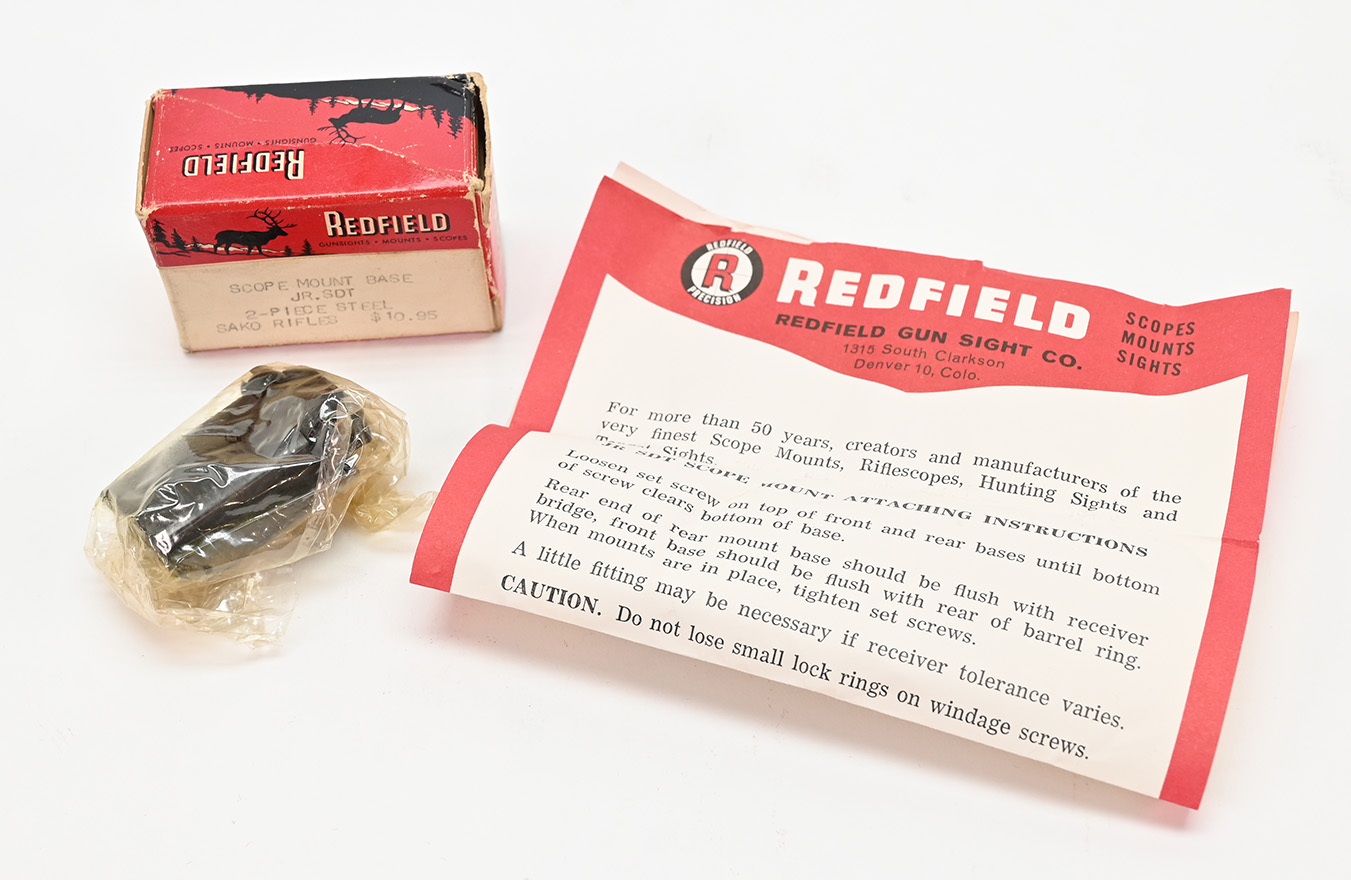 REDFIELD
GUNSIGHTS • MOUNTS • SCOPES
REDFIELD
GUNSIGHTS • MOUNTS • SCOPES
SCOPE MOUNT BASE
JR.SDT
2-PIECE STEEL
SAKO RIFLES $10.95
REDFIELD
R
PRECISION
REDFIELD
REDFIELD GUN SIGHT CO.
1315 South Clarkson
Denver 10, Colo.
SCOPES
MOUNTS
SIGHTS
For more than 50 years, creators and manufacturers of the
very finest Scope Mounts, Riflescopes, Hunting Sights and
Sights.
JR SDT SCOPE MOUNT ATTACHING INSTRUCTIONS
Loosen set screw on top of front and rear bases until bottom
of screw clears bottom of base.
Rear end of rear mount base should be flush with receiver
bridge, front base should be flush with rear of barrel ring.
When mounts are in place, tighten set screws.
A little fitting may be necessary if receiver tolerance varies.
CAUTION. Do not lose small lock rings on windage screws.